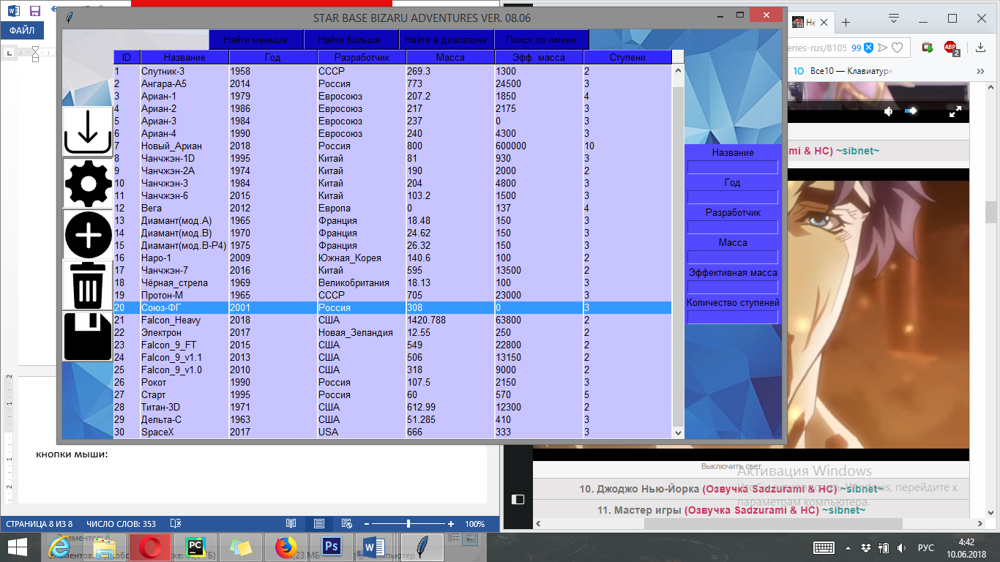 STAR BASE BIZARU ADVENTURES VER. 08.06
ФАЙЛ
Найти меньше Найти больше Найти в диапазоне Поиск по имени
ID Название Год Разработчик Масса Эфф. масса Ступени
1 Спутник-3 1958 СССР 269.3 1300 2
2 Ангара-А5 2014 Россия 773 24500 3
3 Ариан-1 1979 Евросоюз 207.2 1850 4
4 Ариан-2 1986 Евросоюз 217 2175 3
5 Ариан-3 1984 Евросоюз 237 0 3
6 Ариан-4 1990 Евросоюз 240 4300 3
7 Новый_Ариан 2018 Россия 800 600000 10
8 Чанчжэн-1D 1995 Китай 81 930 3
9 Чанчжэн-2А 1974 Китай 190 2000 2
10 Чанчжэн-3 1984 Китай 204 4800 3
11 Чанчжэн-6 2015 Китай 103.2 1500 3
12 Вега 2012 Европа 0 137 4
13 Диамант(мод.А) 1965 Франция 18.48 150 3
14 Диамант(мод.В) 1970 Франция 24.62 150 3
15 Диамант(мод.В-Р4) 1975 Франция 26.32 150 3
16 Наро-1 2009 Южная_Корея 140.6 100 2
17 Чанчжэн-7 2016 Китай 595 13500 2
18 Чёрная_стрела 1969 Великобритания 18.13 100 3
19 Протон-М 1965 СССР 705 23000 3
20 Союз-ФГ 2001 Россия 308 0 3
21 Falcon_Heavy 2018 США 1420.788 63800 2
22 Электрон 2017 Новая_Зеландия 12.55 250 2
23 Falcon_9_FT 2015 США 549 22800 2
24 Falcon_9_v1.1 2013 США 506 13150 2
25 Falcon_9_v1.0 2010 США 318 9000 2
26 Рокот 1990 Россия 107.5 2150 3
27 Старт 1995 Россия 60 570 5
28 Титан-3D 1971 США 612.99 12300 2
29 Дельта-С 1963 США 51.285 410 3
30 SpaceX 2017 USA 666 333 3
Название
Год
Разработчик
Масса
Эффективная масса
Количество ступеней
Не
eries-rus/8105 99 ABP 2
10 Все10 — Клавиатурн
ami & HC) ~sibnet~
Выключить свет
10. Джоджо Нью-Йорка (Озвучка Sadzurami & HC) ~sibnet~
11. Мастер игры (Озвучка Sadzurami & HC) ~sibnet~
Активация Windows
Чтобы активировать Windows, перейдите к
параметрам компьютера.
кнопки мыши:
2 1 1 2
СТРАНИЦА 8 ИЗ 8 ЧИСЛО СЛОВ: 353 100%
Элементов: 6
PC Ps РУС
4:42
10.06.2018